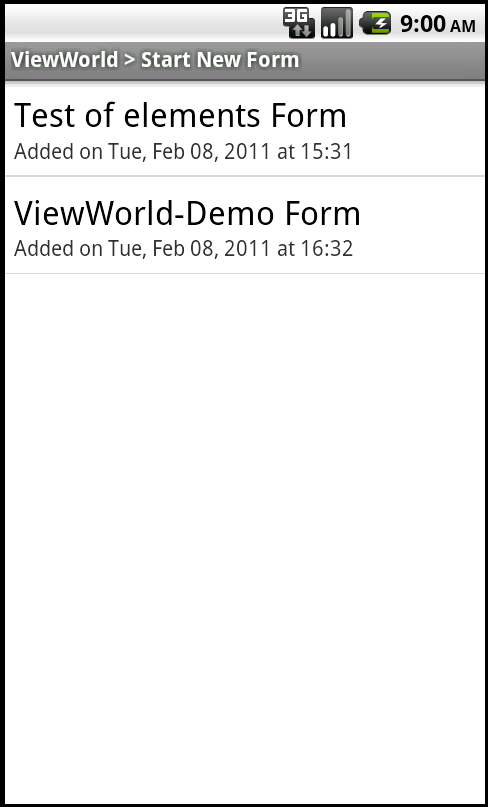 3G 9:00 AM
ViewWorld > Start New Form
Test of elements Form
Added on Tue, Feb 08, 2011 at 15:31
ViewWorld-Demo Form
Added on Tue, Feb 08, 2011 at 16:32